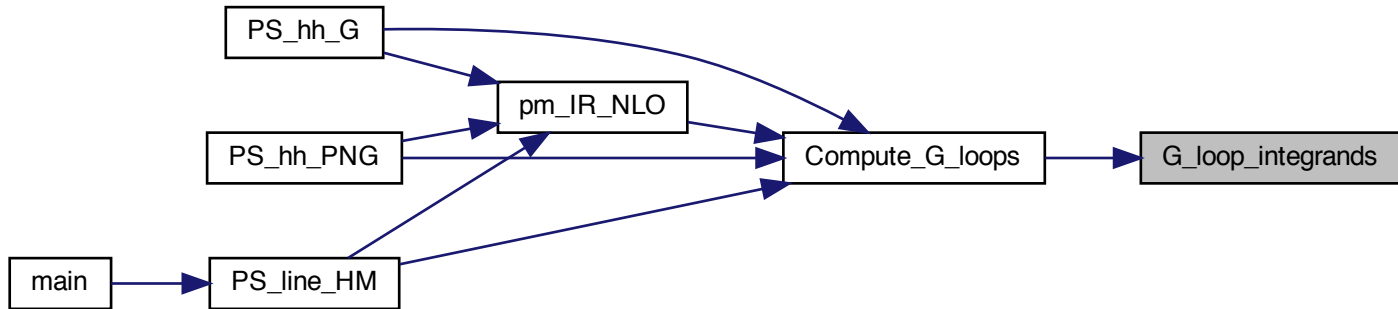 PS_hh_G
pm_IR_NLO
PS_hh_PNG
Compute_G_loops
G_loop_integrands
main
PS_line_HM